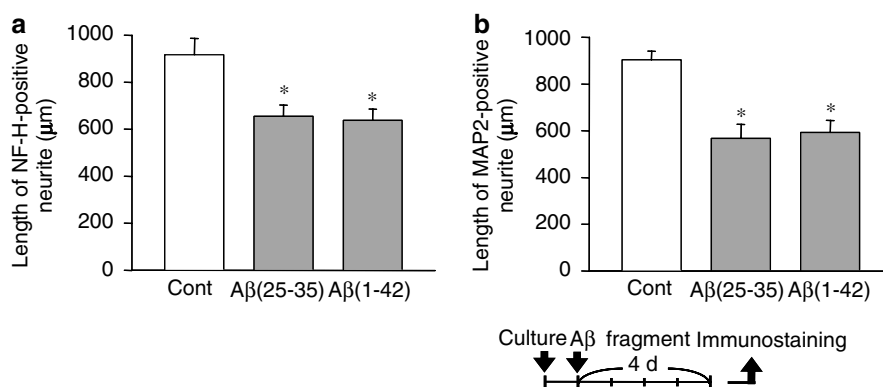 a
Length of NF-H-positive
neurite (μm)
1000
800
600
400
200
0
*
*
Cont
Aβ(25-35)
Aβ(1-42)
b
Length of MAP2-positive
neurite (μm)
1000
800
600
400
200
0
*
*
Cont
Aβ(25-35)
Aβ(1-42)
Culture Aβ fragment Immunostaining
4 d